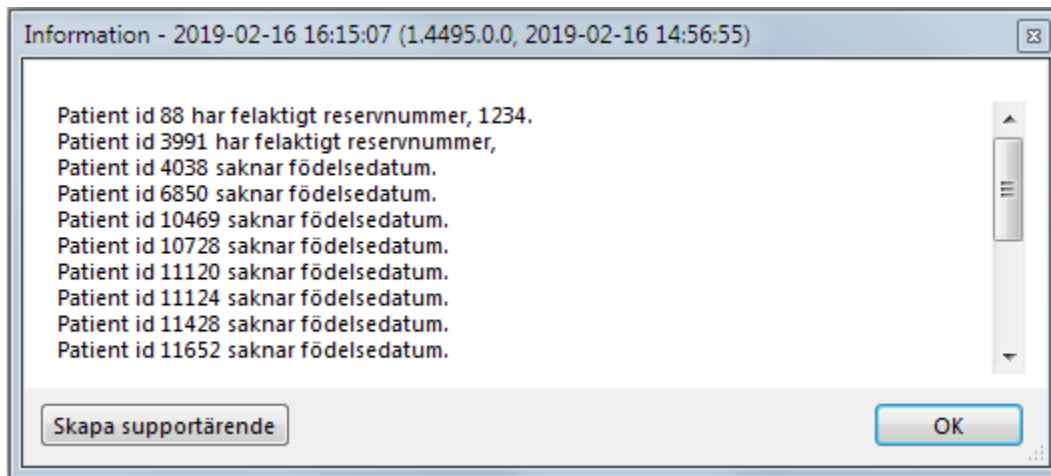 Information - 2019-02-16 16:15:07 (1.4495.0.0, 2019-02-16 14:56:55)
Patient id 88 har felaktigt reservnummer, 1234.
Patient id 3991 har felaktigt reservnummer,
Patient id 4038 saknar födelsedatum.
Patient id 6850 saknar födelsedatum.
Patient id 10469 saknar födelsedatum.
Patient id 10728 saknar födelsedatum.
Patient id 11120 saknar födelsedatum.
Patient id 11124 saknar födelsedatum.
Patient id 11428 saknar födelsedatum.
Patient id 11652 saknar födelsedatum.
Skapa supportärende
OK